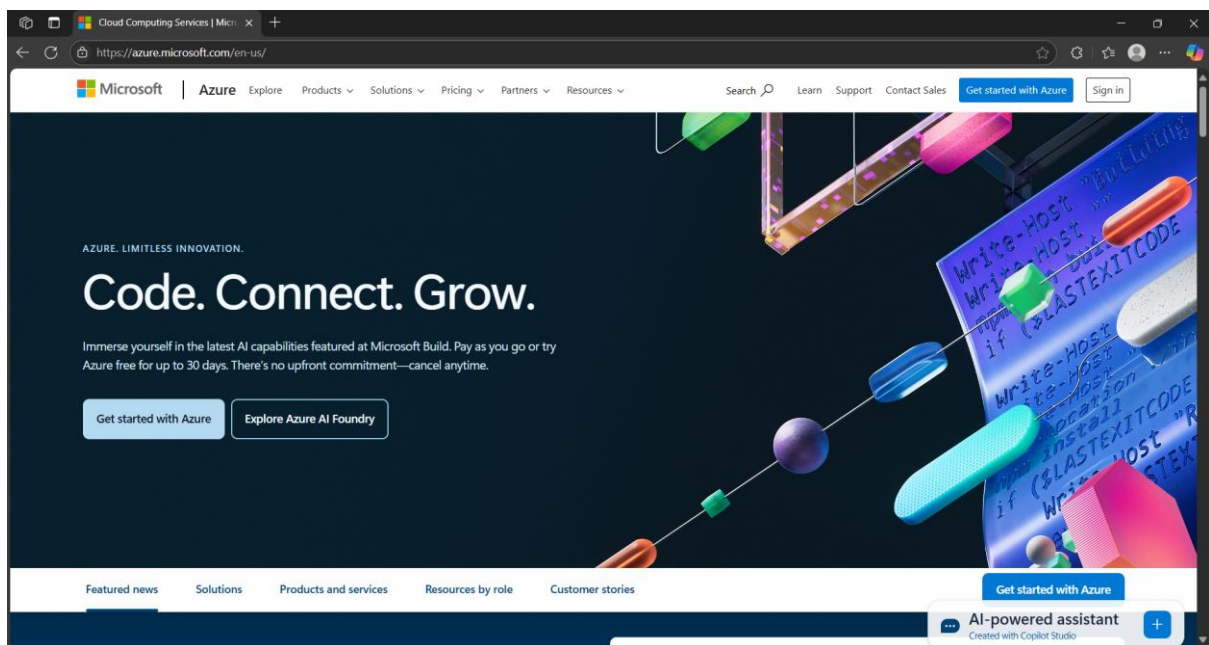 Cloud Computing Services | Micr
https://azure.microsoft.com/en-us/
Microsoft Azure Explore Products Solutions Pricing Partners Resources Search Learn Support Contact Sales Get started with Azure Sign in
AZURE. LIMITLESS INNOVATION.
Code. Connect. Grow.
Immerse yourself in the latest AI capabilities featured at Microsoft Build. Pay as you go or try
Azure free for up to 30 days. There's no upfront commitment—cancel anytime.
Get started with Azure Explore Azure AI Foundry
"Building
Write-Host ""
Write-Host
if ($LASTEXITCODE
Write-Host
Write-Host
npm install
if ($LASTEXITCODE
Featured news Solutions Products and services Resources by role Customer stories Get started with Azure
AI-powered assistant
Created with Copilot Studio